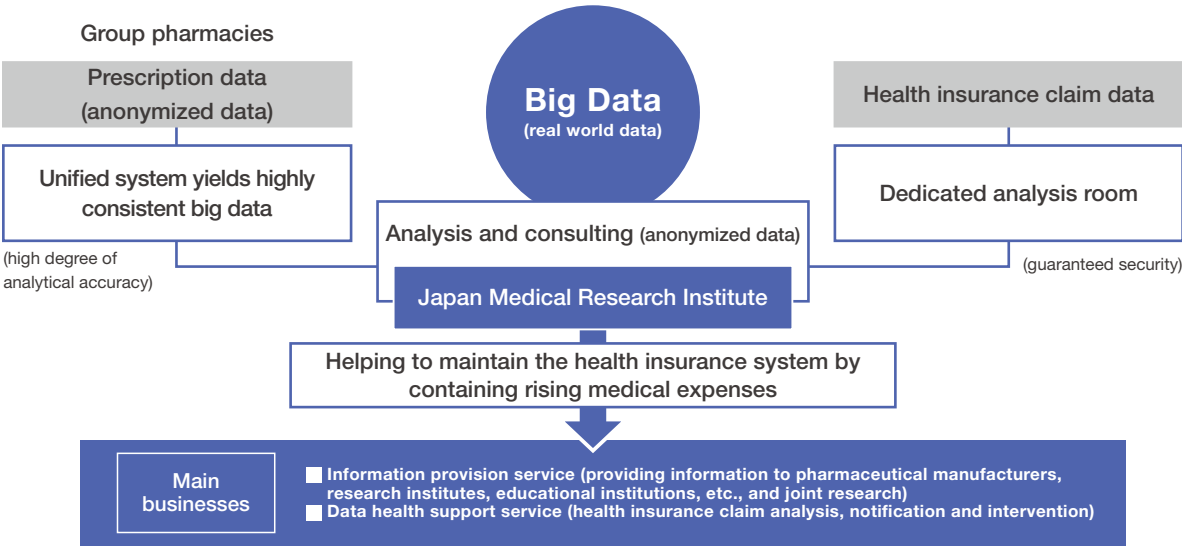 Group pharmacies
Prescription data
(anonymized data)
Unified system yields highly
consistent big data
(high degree of
analytical accuracy)
Big Data
(real world data)
Analysis and consulting (anonymized data)
Japan Medical Research Institute
Health insurance claim data
Dedicated analysis room
(guaranteed security)
Helping to maintain the health insurance system by
containing rising medical expenses
Main
businesses
Information provision service (providing information to pharmaceutical manufacturers,
research institutes, educational institutions, etc., and joint research)
Data health support service (health insurance claim analysis, notification and intervention)